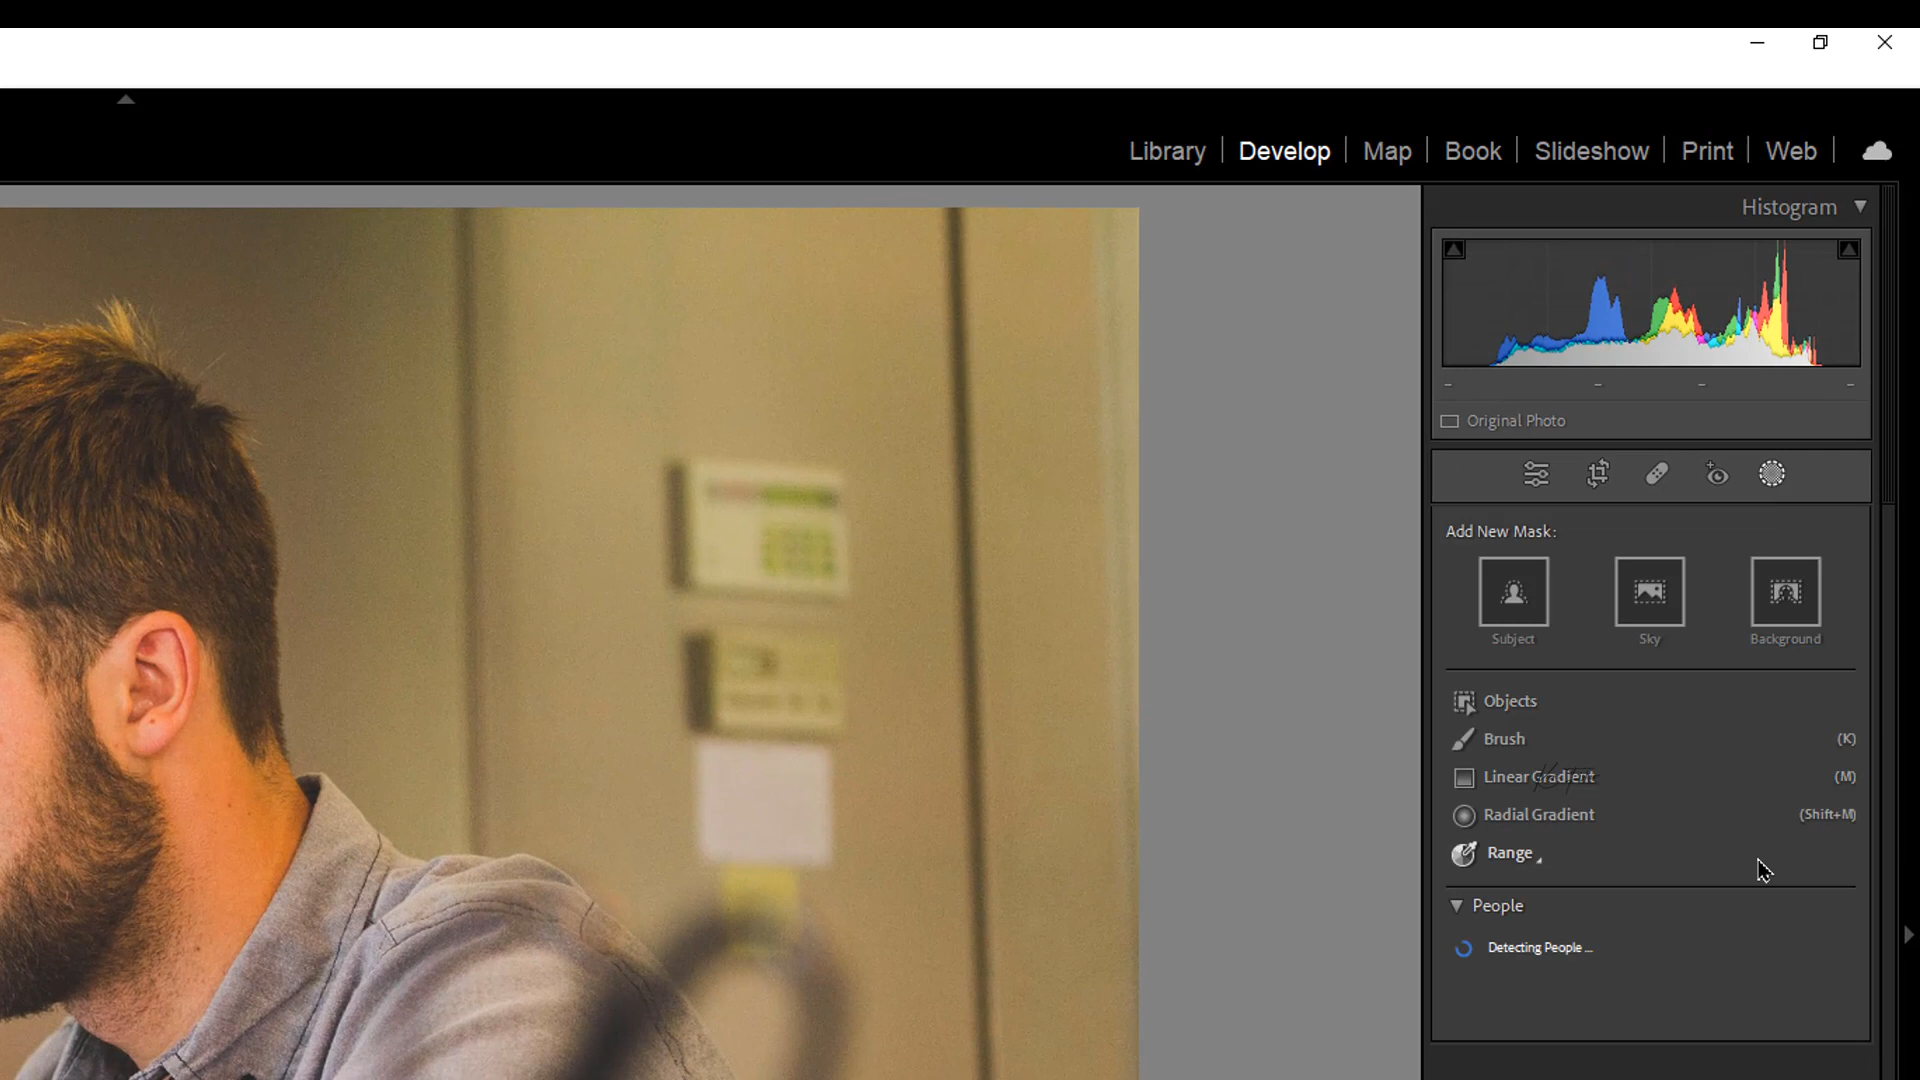 Library Develop Map Book Slideshow Print Web
Histogram
Original Photo
Add New Mask:
Subject Sky Background
Objects
Brush (K)
Linear Gradient (M)
Radial Gradient (Shift+M)
Range
People
Detecting People ...